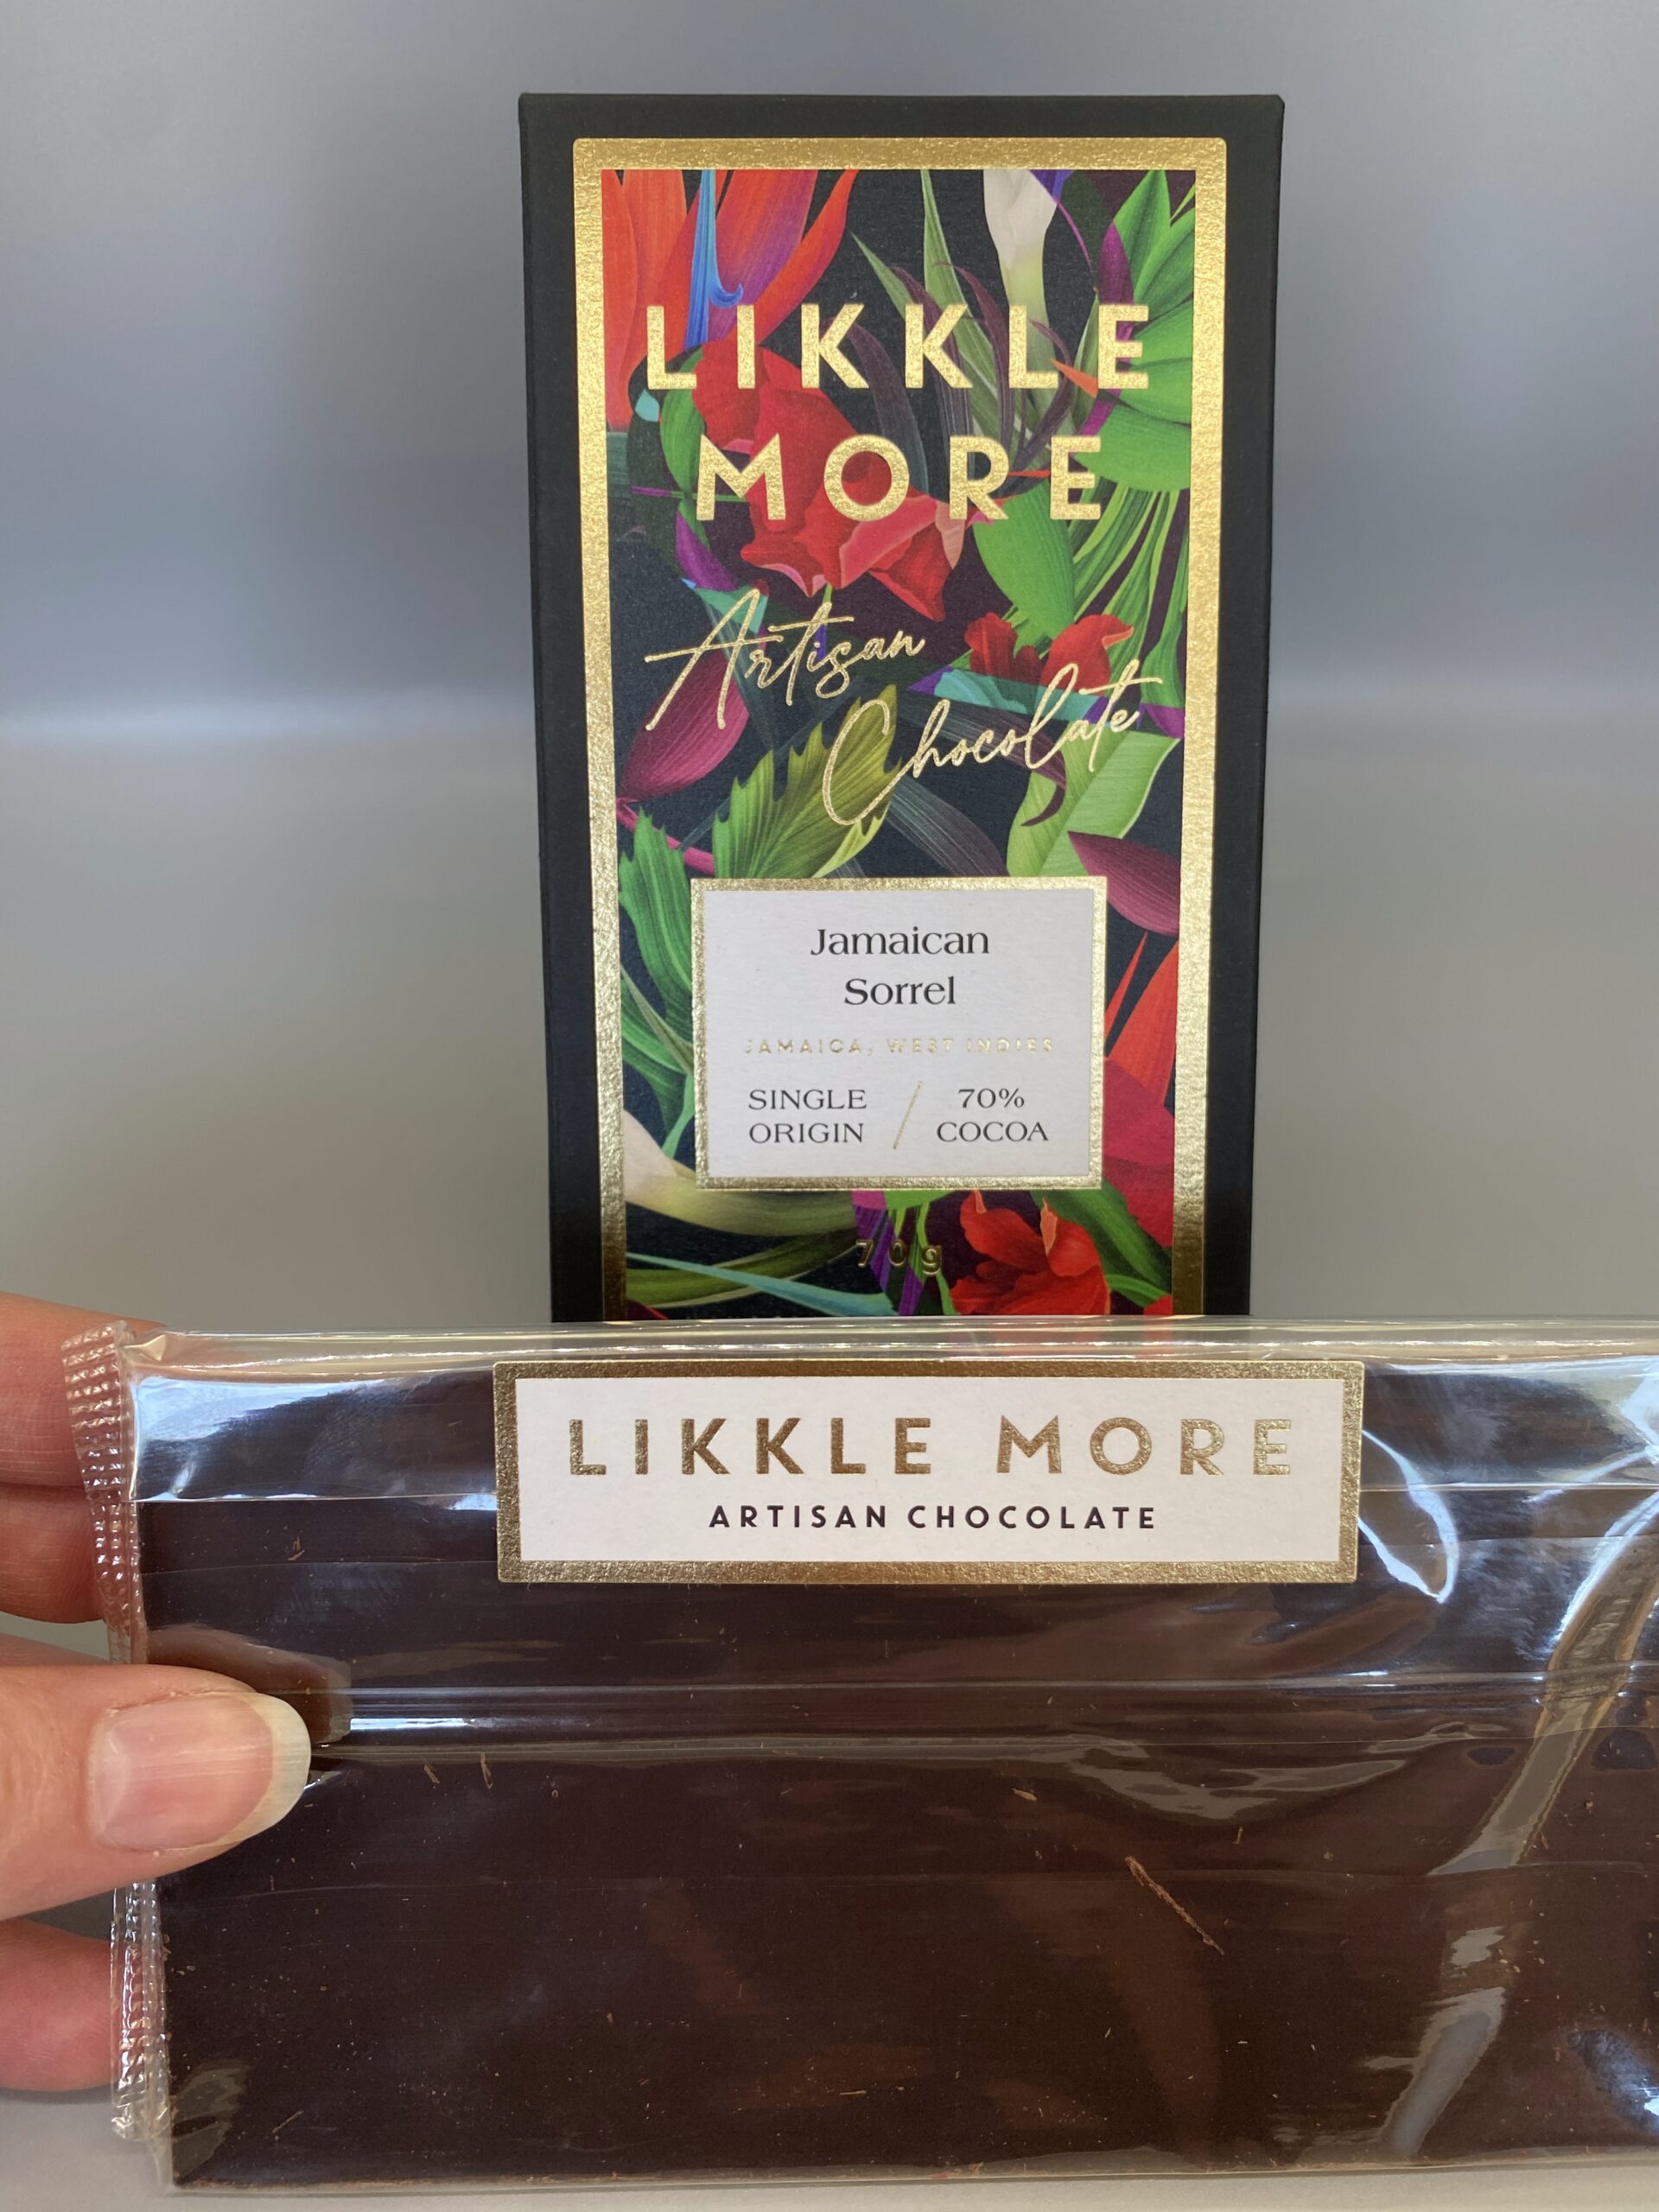 LIKKLE
MORE
Artisan
Chocolate
Jamaican
Sorrel
JAMAICA, WEST INDIES
SINGLE
ORIGIN
70%
COCOA
70g
LIKKLE MORE
ARTISAN CHOCOLATE